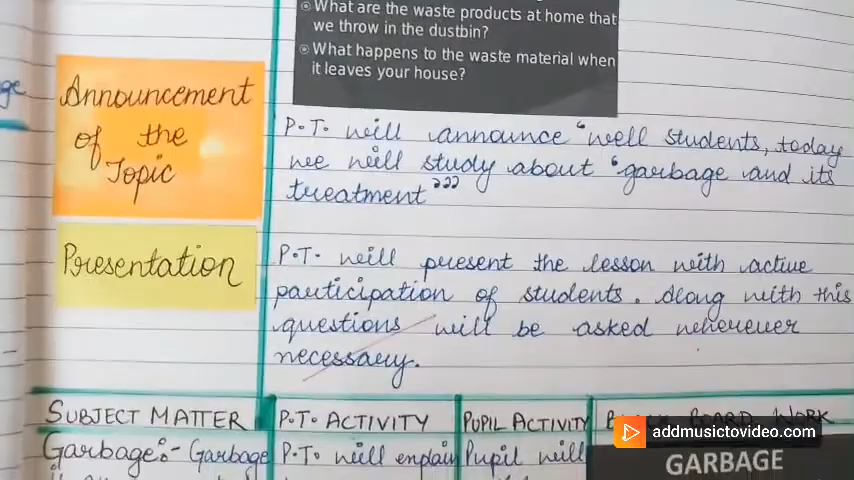 What are the waste products at home that
we throw in the dustbin?
What happens to the waste material when
it leaves your house?
Announcement
of the
Topic
P.T. will announce "well students, today
we will study about "garbage and its
treatment"""
Presentation
P.T. will present the lesson with active
participation of students. Along with this
questions will be asked wherever
necessary.
SUBJECT MATTER
P.T. ACTIVITY
PUPIL ACTIVITY
BOARD WORK
Garbage:- Garbage
P.T. will explain
Pupil will
GARBAGE
addmusictovideo.com